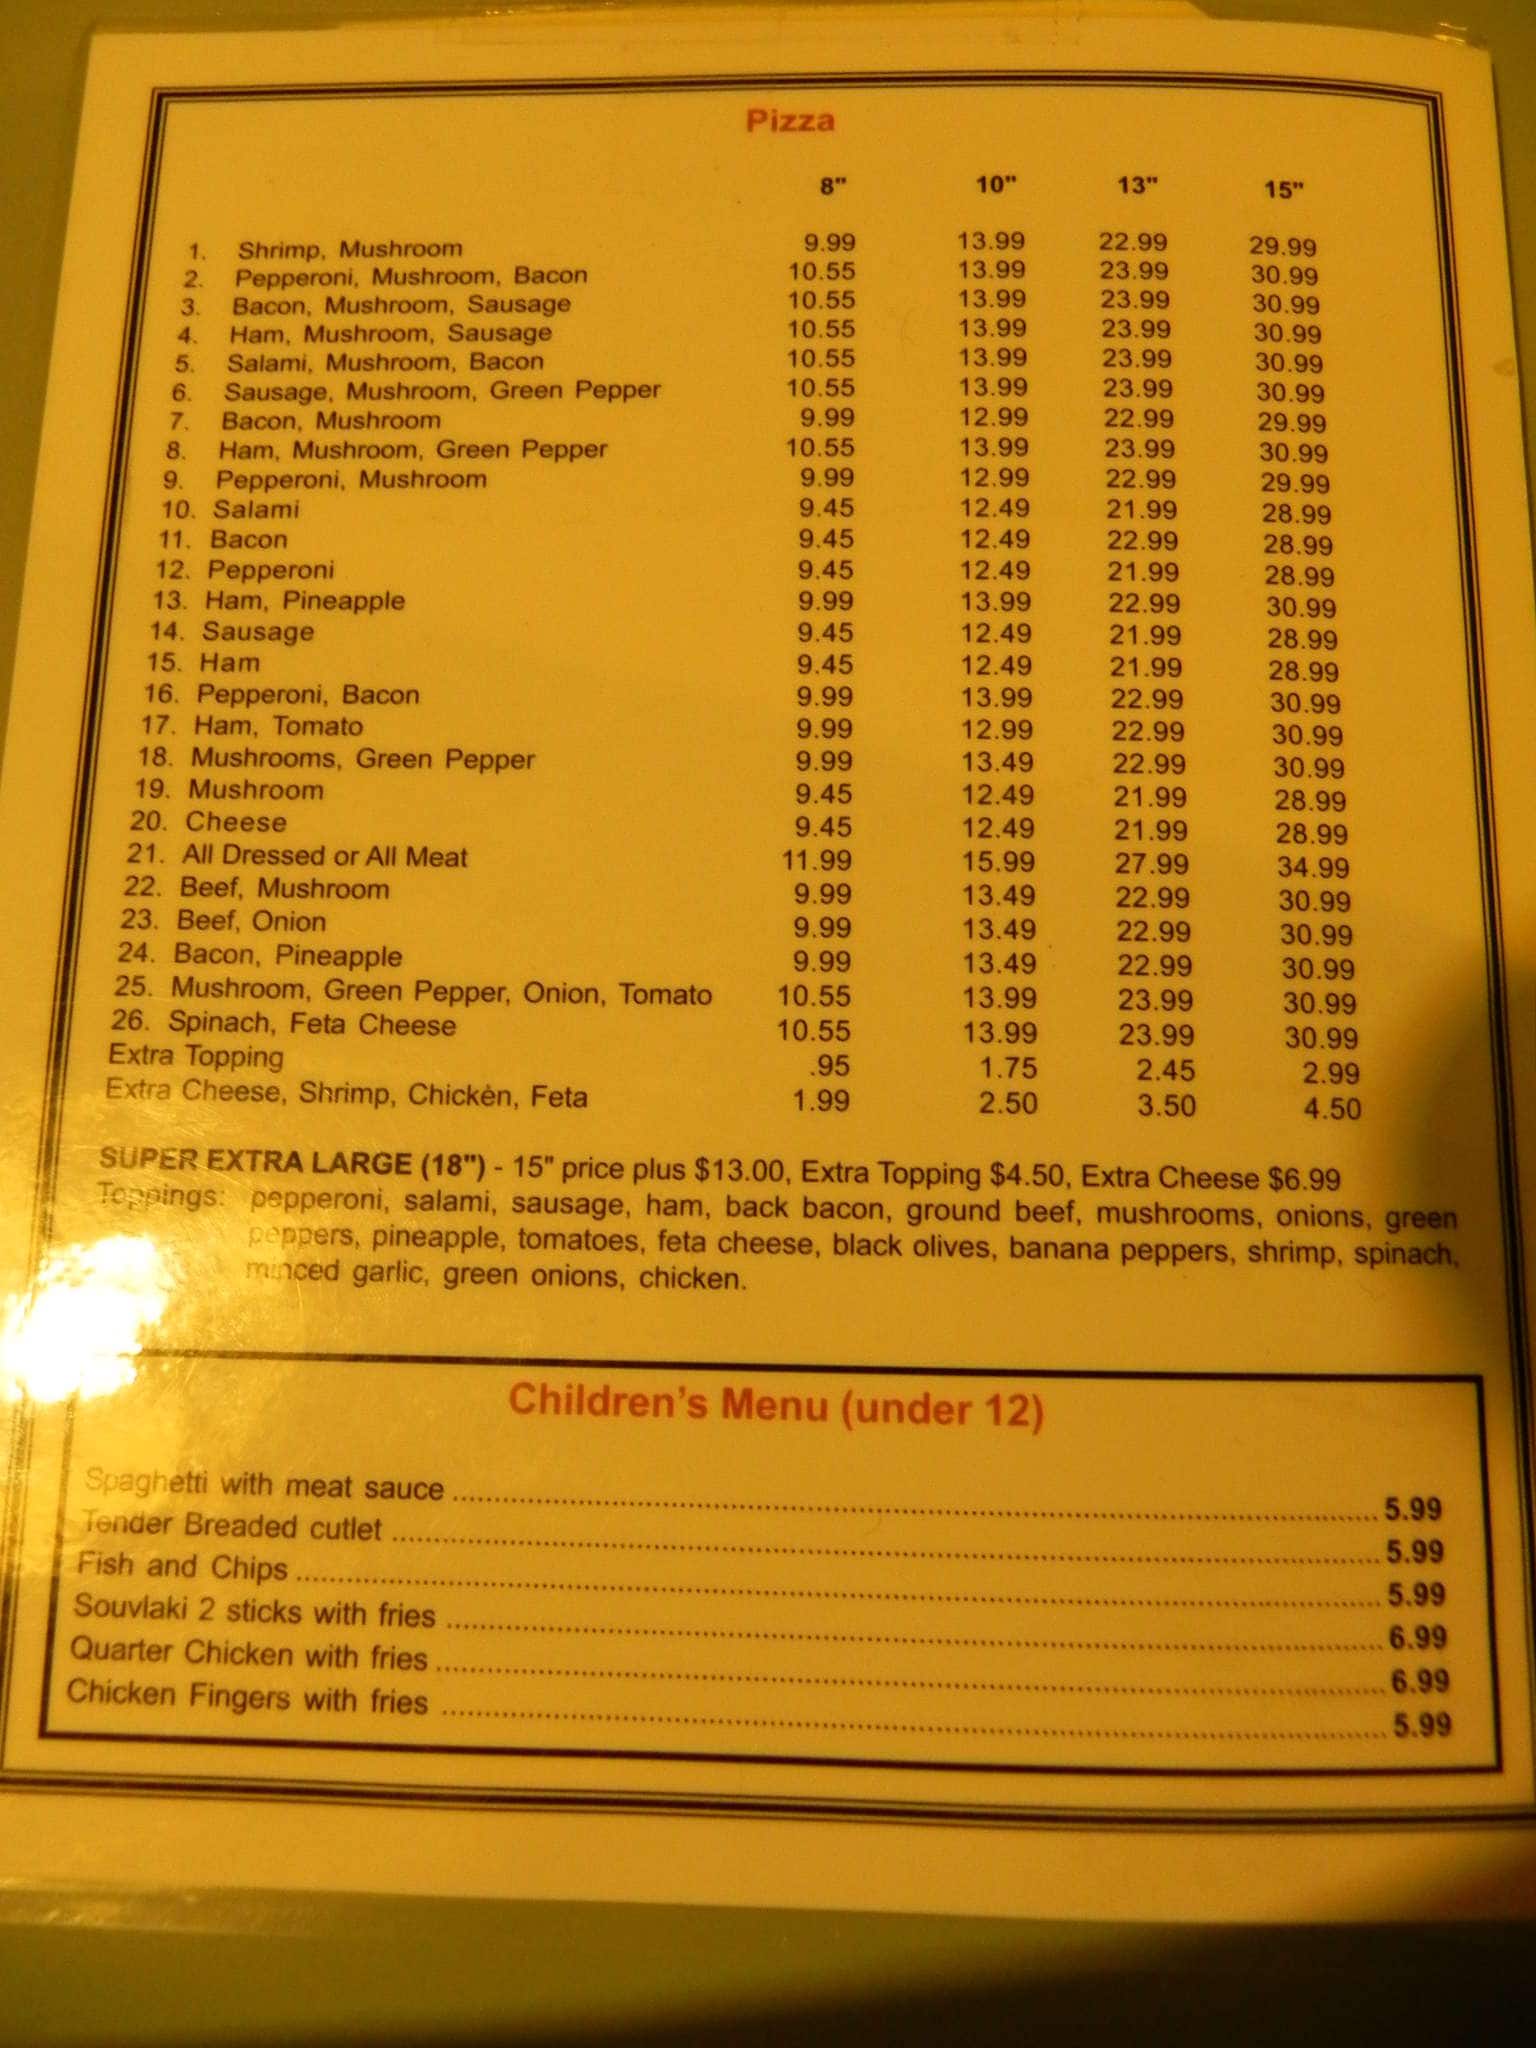 Pizza
8" 10" 13" 15"
1. Shrimp, Mushroom 9.99 13.99 22.99 29.99
2. Pepperoni, Mushroom, Bacon 10.55 13.99 23.99 30.99
3. Bacon, Mushroom, Sausage 10.55 13.99 23.99 30.99
4. Ham, Mushroom, Sausage 10.55 13.99 23.99 30.99
5. Salami, Mushroom, Bacon 10.55 13.99 23.99 30.99
6. Sausage, Mushroom, Green Pepper 10.55 13.99 23.99 30.99
7. Bacon, Mushroom 9.99 12.99 22.99 29.99
8. Ham, Mushroom, Green Pepper 10.55 13.99 23.99 30.99
9. Pepperoni, Mushroom 9.99 12.99 22.99 29.99
10. Salami 9.45 12.49 21.99 28.99
11. Bacon 9.45 12.49 22.99 28.99
12. Pepperoni 9.45 12.49 21.99 28.99
13. Ham, Pineapple 9.99 13.99 22.99 30.99
14. Sausage 9.45 12.49 21.99 28.99
15. Ham 9.45 12.49 21.99 28.99
16. Pepperoni, Bacon 9.99 13.99 22.99 30.99
17. Ham, Tomato 9.99 12.99 22.99 30.99
18. Mushrooms, Green Pepper 9.99 13.49 22.99 30.99
19. Mushroom 9.45 12.49 21.99 28.99
20. Cheese 9.45 12.49 21.99 28.99
21. All Dressed or All Meat 11.99 15.99 27.99 34.99
22. Beef, Mushroom 9.99 13.49 22.99 30.99
23. Beef, Onion 9.99 13.49 22.99 30.99
24. Bacon, Pineapple 9.99 13.49 22.99 30.99
25. Mushroom, Green Pepper, Onion, Tomato 10.55 13.99 23.99 30.99
26. Spinach, Feta Cheese 10.55 13.99 23.99 30.99
Extra Topping .95 1.75 2.45 2.99
Extra Cheese, Shrimp, Chicken, Feta 1.99 2.50 3.50 4.50
SUPER EXTRA LARGE (18") - 15" price plus $13.00, Extra Topping $4.50, Extra Cheese $6.99
Toppings: pepperoni, salami, sausage, ham, back bacon, ground beef, mushrooms, onions, green
peppers, pineapple, tomatoes, feta cheese, black olives, banana peppers, shrimp, spinach,
minced garlic, green onions, chicken.
Children's Menu (under 12)
Spaghetti with meat sauce 5.99
Tender Breaded cutlet 5.99
Fish and Chips 5.99
Souvlaki 2 sticks with fries 6.99
Quarter Chicken with fries 6.99
Chicken Fingers with fries 5.99